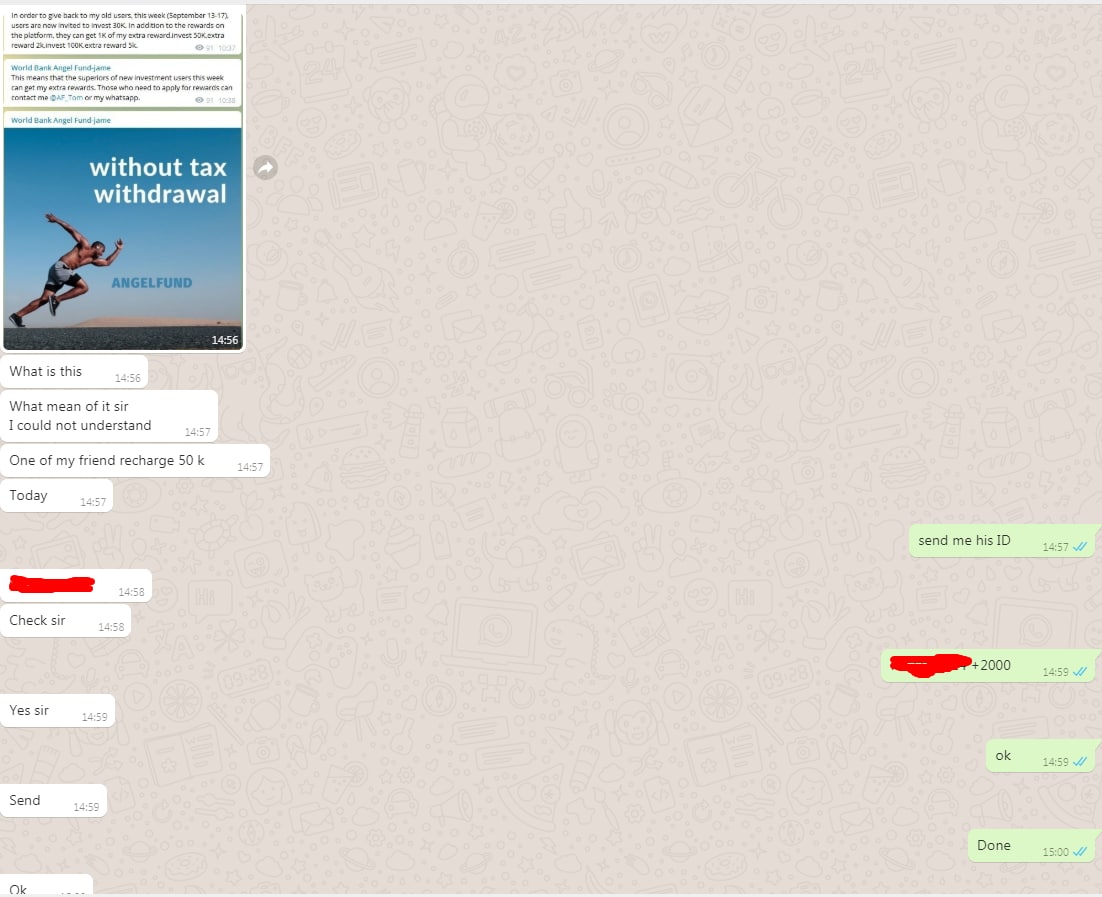 In order to give back to my old users, this week (September 13-17),
users are now invited to invest 30K. In addition to the rewards on
the platform, they can get 1K of my extra reward.invest 50K,extra
reward 2k.invest 100K,extra reward 5k.
91 10:37
World Bank Angel Fund-jame
This means that the superiors of new investment users this week
can get my extra rewards. Those who need to apply for rewards can
contact me @AF_Tom or my whatsapp.
91 10:38
World Bank Angel Fund-jame
without tax
withdrawal
ANGELFUND
14:56
What is this
14:56
What mean of it sir
I could not understand
14:57
One of my friend recharge 50 k
14:57
Today
14:57
send me his ID
14:57
14:58
Check sir
14:58
+2000
14:59
Yes sir
14:59
ok
14:59
Send
14:59
Done
15:00
Ok